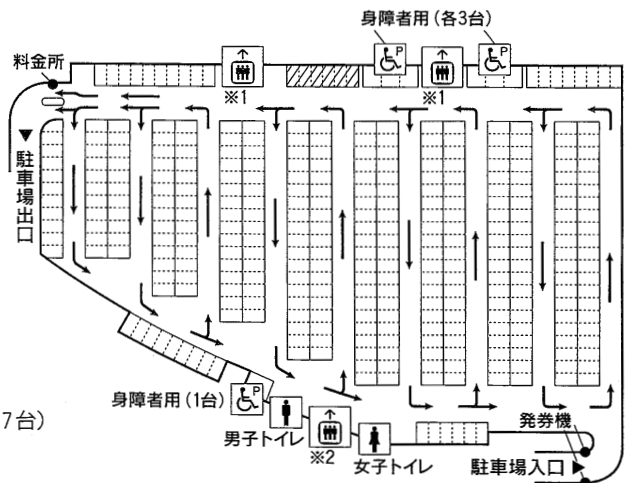 身障者用(各3台)
P
P
料金所
※1
※1
駐車場出口
身障者用(1台)
P
7台)
男子トイレ
※2
女子トイレ
発券機
駐車場入口